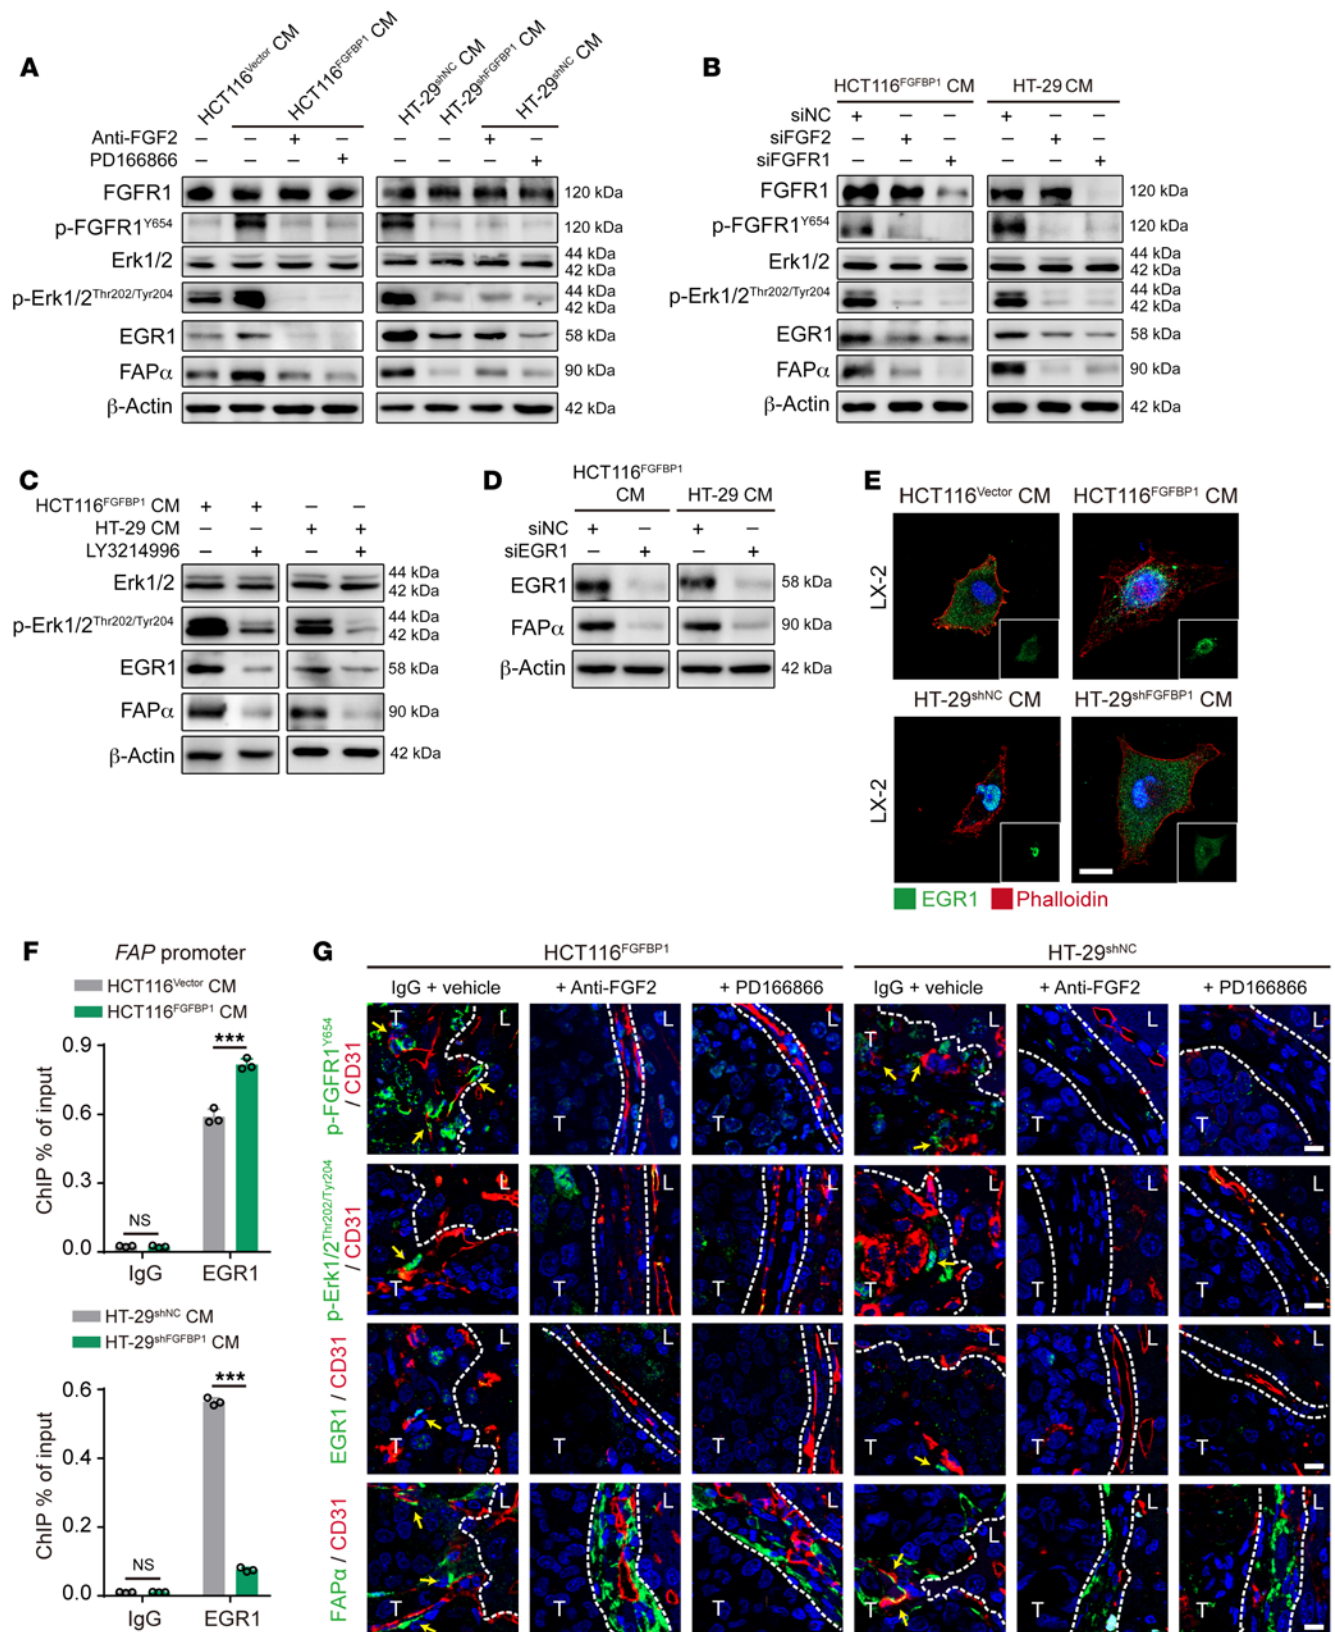 A
HCT116Vector CM
HCT116FGFBP1 CM
HT-29shNC CM
HT-29shFGFBP1 CM
HT-29shNC CM
Anti-FGF2 – – + – – – + –
PD166866 – – – + – – – +
FGFR1 120 kDa
p-FGFR1Y654 120 kDa
Erk1/2 44 kDa
42 kDa
p-Erk1/2Thr202/Tyr204 44 kDa
42 kDa
EGR1 58 kDa
FAPα 90 kDa
β-Actin 42 kDa
B
HCT116FGFBP1 CM HT-29 CM
siNC + – – + – –
siFGF2 – + – – + –
siFGFR1 – – + – – +
FGFR1 120 kDa
p-FGFR1Y654 120 kDa
Erk1/2 44 kDa
42 kDa
p-Erk1/2Thr202/Tyr204 44 kDa
42 kDa
EGR1 58 kDa
FAPα 90 kDa
β-Actin 42 kDa
C
HCT116FGFBP1 CM + + – –
HT-29 CM – – + +
LY3214996 – + – +
Erk1/2 44 kDa
42 kDa
p-Erk1/2Thr202/Tyr204 44 kDa
42 kDa
EGR1 58 kDa
FAPα 90 kDa
β-Actin 42 kDa
D
HCT116FGFBP1
CM HT-29 CM
siNC + – + –
siEGR1 – + – +
EGR1 58 kDa
FAPα 90 kDa
β-Actin 42 kDa
E
HCT116Vector CM HCT116FGFBP1 CM
LX-2
HT-29shNC CM HT-29shFGFBP1 CM
LX-2
EGR1 Phalloidin
F
FAP promoter
HCT116Vector CM
HCT116FGFBP1 CM
ChIP % of input
0.9
0.6
0.3
0.0
NS
***
IgG EGR1
HT-29shNC CM
HT-29shFGFBP1 CM
ChIP % of input
0.6
0.4
0.2
0.0
NS
***
IgG EGR1
G
HCT116FGFBP1 HT-29shNC
IgG + vehicle + Anti-FGF2 + PD166866 IgG + vehicle + Anti-FGF2 + PD166866
p-FGFR1Y654
/ CD31
T L T L T L T L T L T L
p-Erk1/2Thr202/Tyr204
/ CD31
T L T L T L T L T L T L
EGR1 / CD31
T L T L T L T L T L T L
FAPα / CD31
T L T L T L T L T L T L